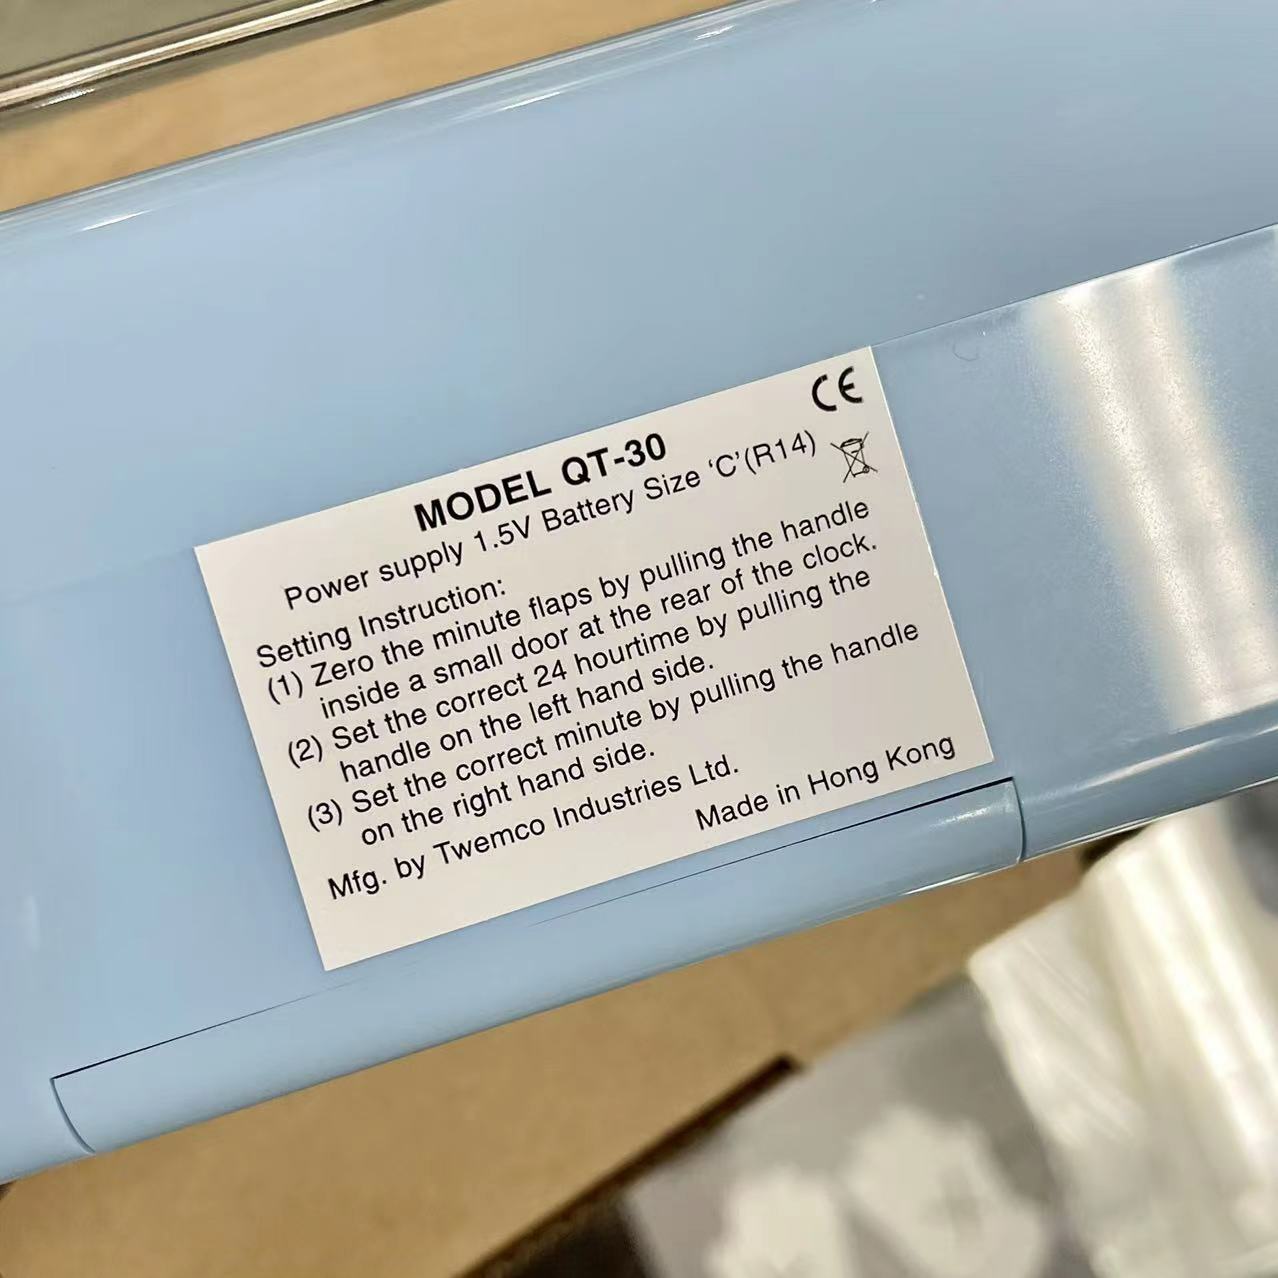 CE
MODEL QT-30
Power supply 1.5V Battery Size ‘C’(R14)
Setting Instruction:
(1) Zero the minute flaps by pulling the handle
inside a small door at the rear of the clock.
(2) Set the correct 24 hourtime by pulling the
handle on the left hand side.
(3) Set the correct minute by pulling the handle
on the right hand side.
Mfg. by Twemco Industries Ltd.
Made in Hong Kong